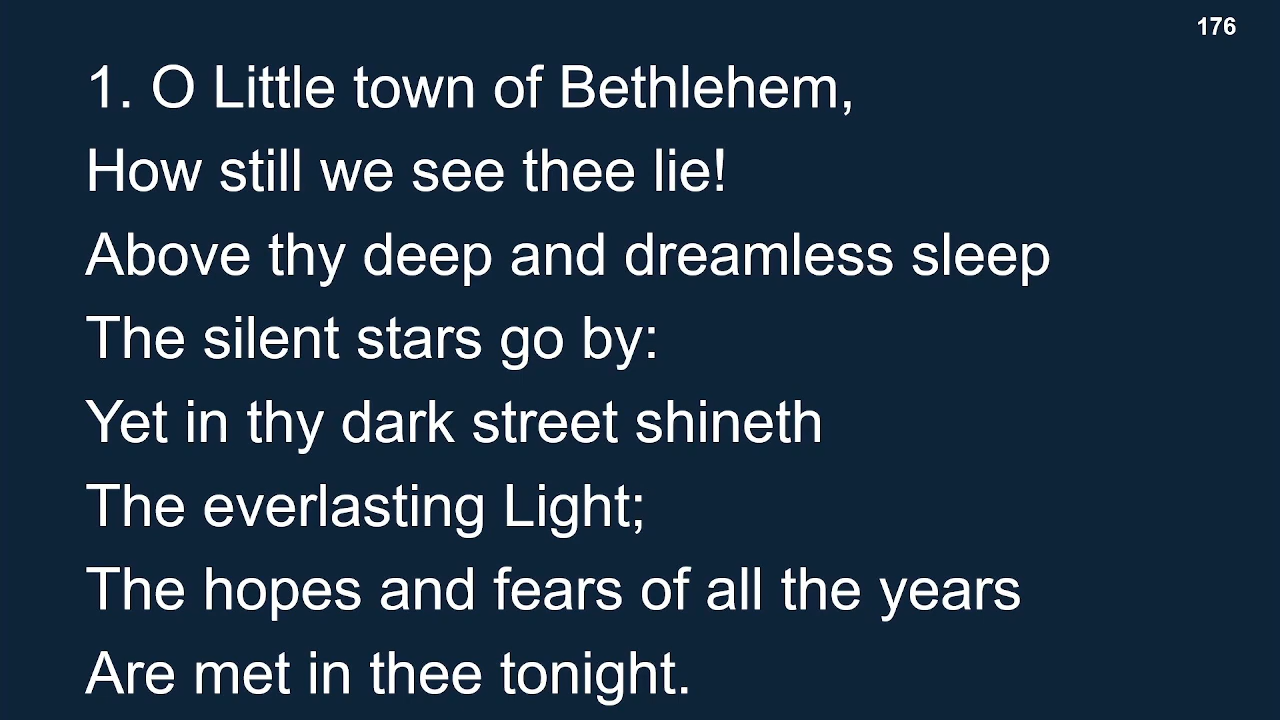 176
1. O Little town of Bethlehem,
How still we see thee lie!
Above thy deep and dreamless sleep
The silent stars go by:
Yet in thy dark street shineth
The everlasting Light;
The hopes and fears of all the years
Are met in thee tonight.